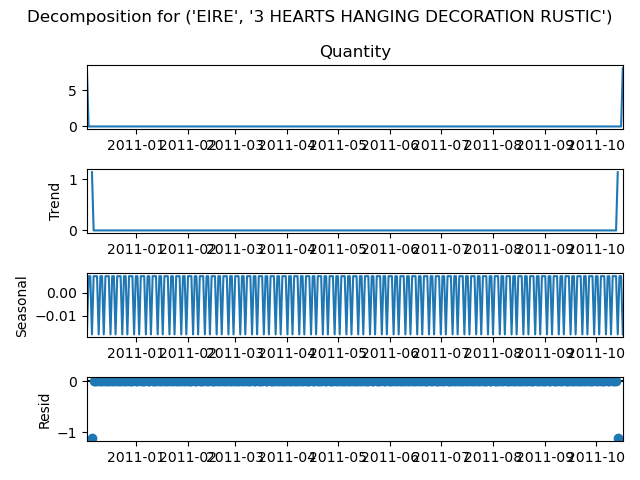 Decomposition for ('EIRE', '3 HEARTS HANGING DECORATION RUSTIC')
Quantity
5
0
2011-01 2011-02 2011-03 2011-04 2011-05 2011-06 2011-07 2011-08 2011-09 2011-10
Trend
1
0
2011-01 2011-02 2011-03 2011-04 2011-05 2011-06 2011-07 2011-08 2011-09 2011-10
Seasonal
0.00
−0.01
2011-01 2011-02 2011-03 2011-04 2011-05 2011-06 2011-07 2011-08 2011-09 2011-10
Resid
0
−1
2011-01 2011-02 2011-03 2011-04 2011-05 2011-06 2011-07 2011-08 2011-09 2011-10